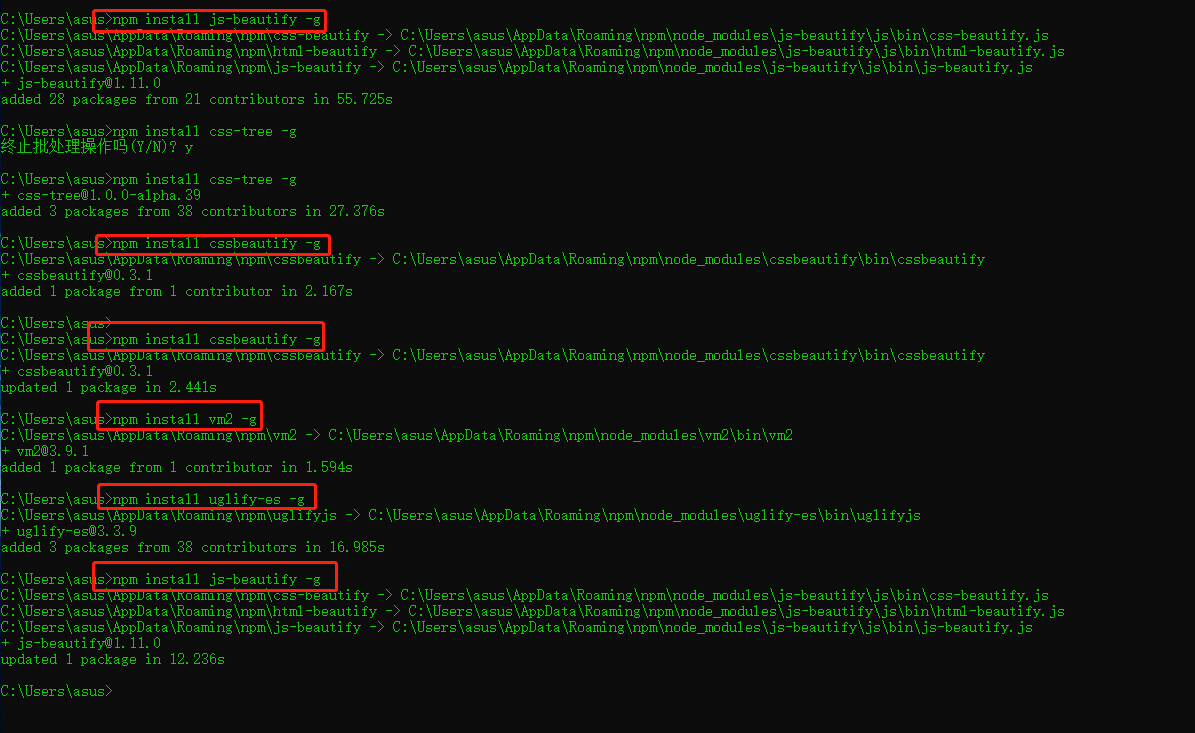 C:\Users\asus>npm install js-beautify -g
C:\Users\asus\AppData\Roaming\npm\css-beautify -> C:\Users\asus\AppData\Roaming\npm\node_modules\js-beautify\js\bin\css-beautify.js
C:\Users\asus\AppData\Roaming\npm\html-beautify -> C:\Users\asus\AppData\Roaming\npm\node_modules\js-beautify\js\bin\html-beautify.js
C:\Users\asus\AppData\Roaming\npm\js-beautify -> C:\Users\asus\AppData\Roaming\npm\node_modules\js-beautify\js\bin\js-beautify.js
+ js-beautify@1.11.0
added 28 packages from 21 contributors in 55.725s
C:\Users\asus>npm install css-tree -g
终止批处理操作吗(Y/N)? y
C:\Users\asus>npm install css-tree -g
+ css-tree@1.0.0-alpha.39
added 3 packages from 38 contributors in 27.376s
C:\Users\asus>npm install cssbeautify -g
C:\Users\asus\AppData\Roaming\npm\cssbeautify -> C:\Users\asus\AppData\Roaming\npm\node_modules\cssbeautify\bin\cssbeautify
+ cssbeautify@0.3.1
added 1 package from 1 contributor in 2.167s
C:\Users\asus>
C:\Users\asus>npm install cssbeautify -g
C:\Users\asus\AppData\Roaming\npm\cssbeautify -> C:\Users\asus\AppData\Roaming\npm\node_modules\cssbeautify\bin\cssbeautify
+ cssbeautify@0.3.1
updated 1 package in 2.441s
C:\Users\asus>npm install vm2 -g
C:\Users\asus\AppData\Roaming\npm\vm2 -> C:\Users\asus\AppData\Roaming\npm\node_modules\vm2\bin\vm2
+ vm2@3.9.1
added 1 package from 1 contributor in 1.594s
C:\Users\asus>npm install uglify-es -g
C:\Users\asus\AppData\Roaming\npm\uglifyjs -> C:\Users\asus\AppData\Roaming\npm\node_modules\uglify-es\bin\uglifyjs
+ uglify-es@3.3.9
added 3 packages from 38 contributors in 16.985s
C:\Users\asus>npm install js-beautify -g
C:\Users\asus\AppData\Roaming\npm\css-beautify -> C:\Users\asus\AppData\Roaming\npm\node_modules\js-beautify\js\bin\css-beautify.js
C:\Users\asus\AppData\Roaming\npm\html-beautify -> C:\Users\asus\AppData\Roaming\npm\node_modules\js-beautify\js\bin\html-beautify.js
C:\Users\asus\AppData\Roaming\npm\js-beautify -> C:\Users\asus\AppData\Roaming\npm\node_modules\js-beautify\js\bin\js-beautify.js
+ js-beautify@1.11.0
updated 1 package in 12.236s
C:\Users\asus>